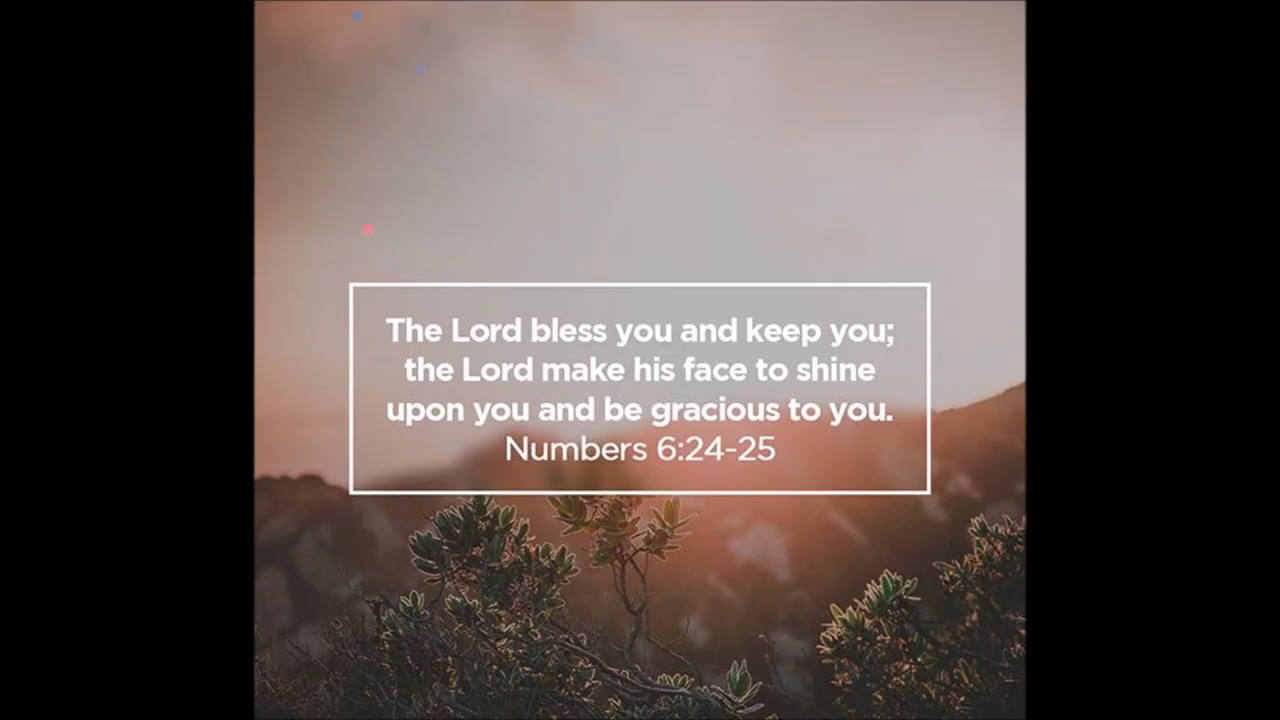 The Lord bless you and keep you;
the Lord make his face to shine
upon you and be gracious to you.
Numbers 6:24-25